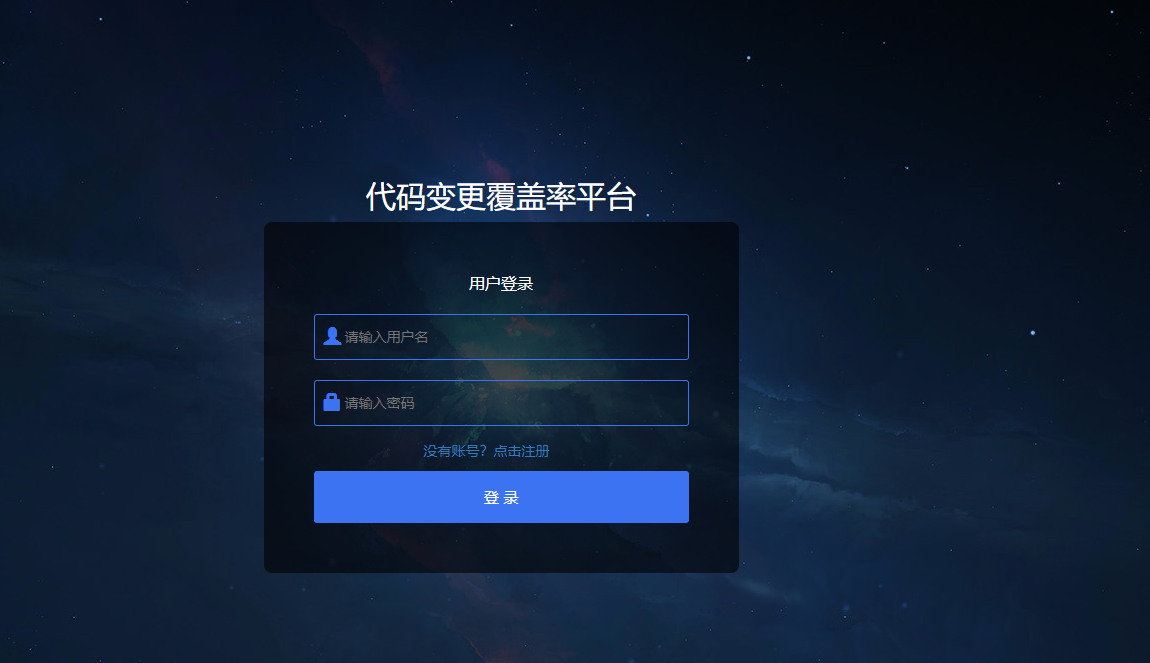 代码变更覆盖率平台
用户登录
请输入用户名
请输入密码
没有账号？点击注册
登 录